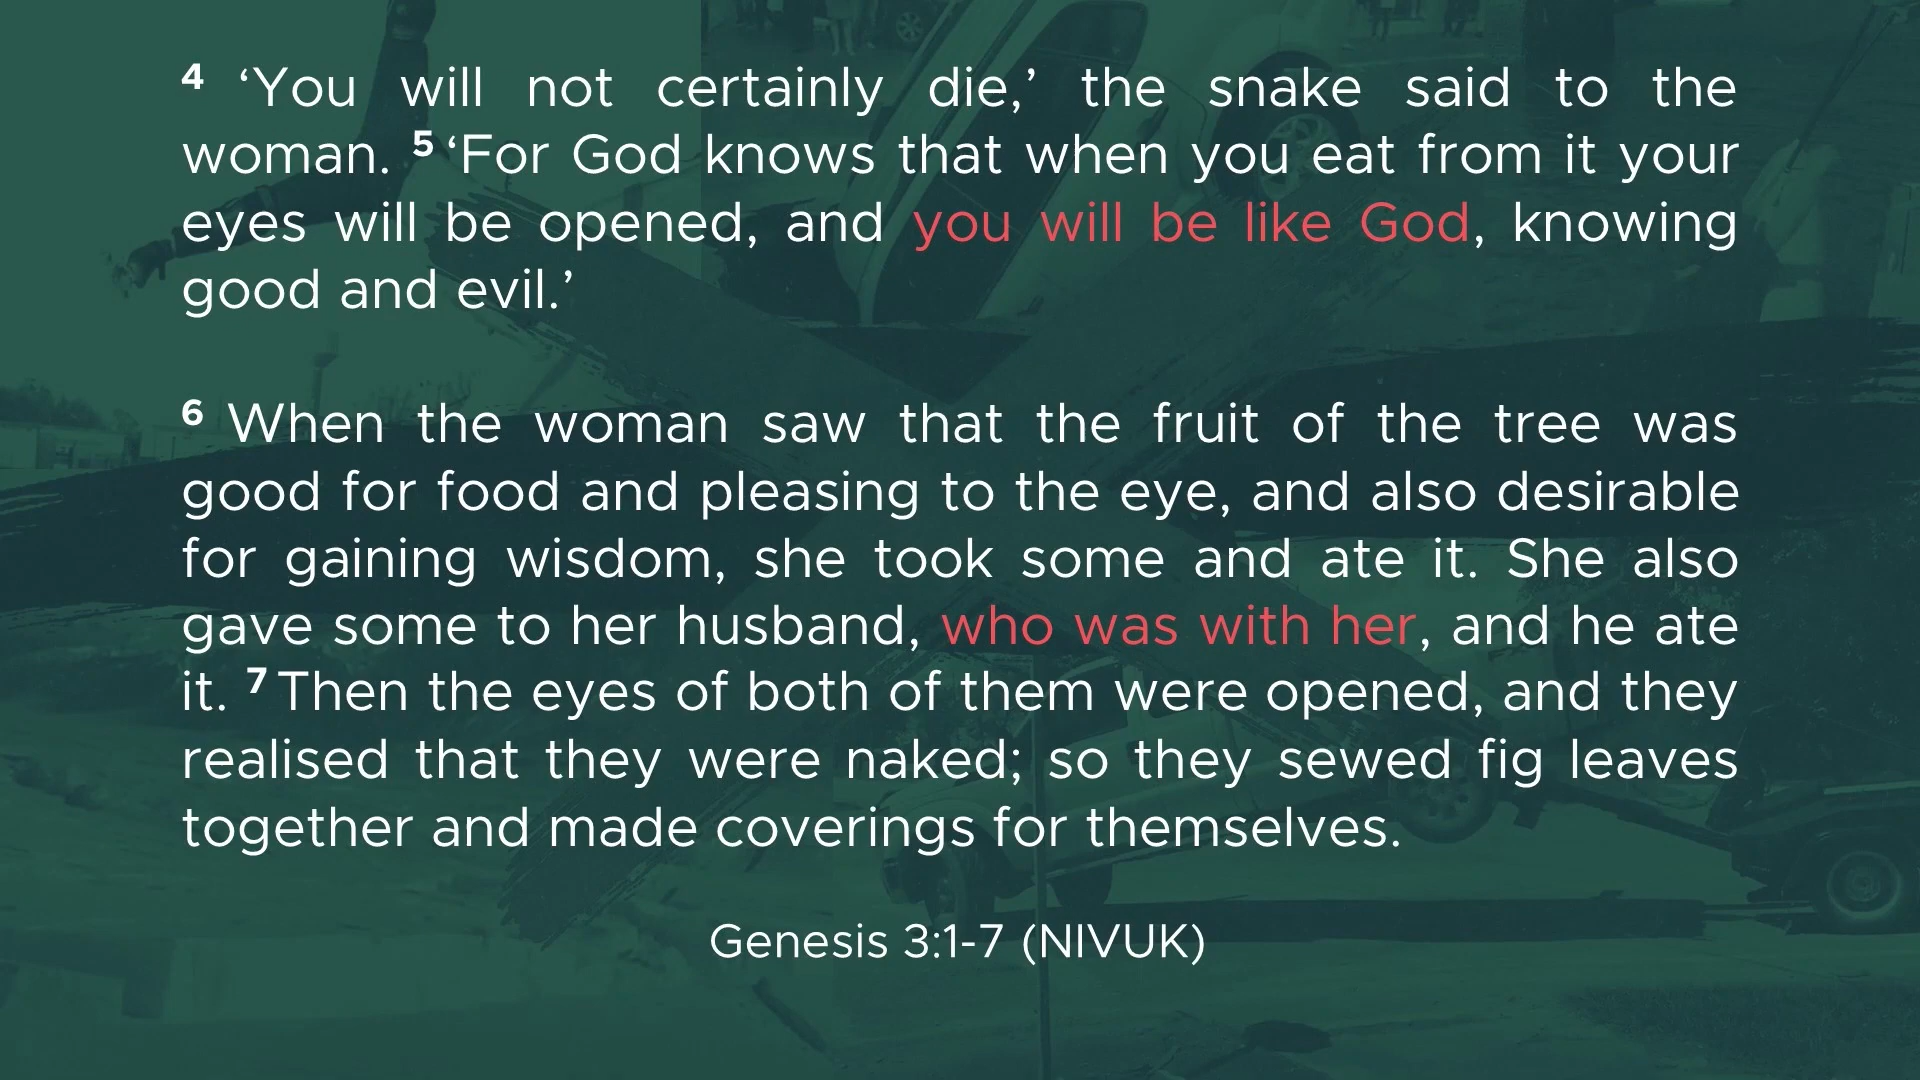 4 ‘You will not certainly die,’ the snake said to the
woman. 5 ‘For God knows that when you eat from it your
eyes will be opened, and you will be like God, knowing
good and evil.’
6 When the woman saw that the fruit of the tree was
good for food and pleasing to the eye, and also desirable
for gaining wisdom, she took some and ate it. She also
gave some to her husband, who was with her, and he ate
it. 7 Then the eyes of both of them were opened, and they
realised that they were naked; so they sewed fig leaves
together and made coverings for themselves.
Genesis 3:1-7 (NIVUK)